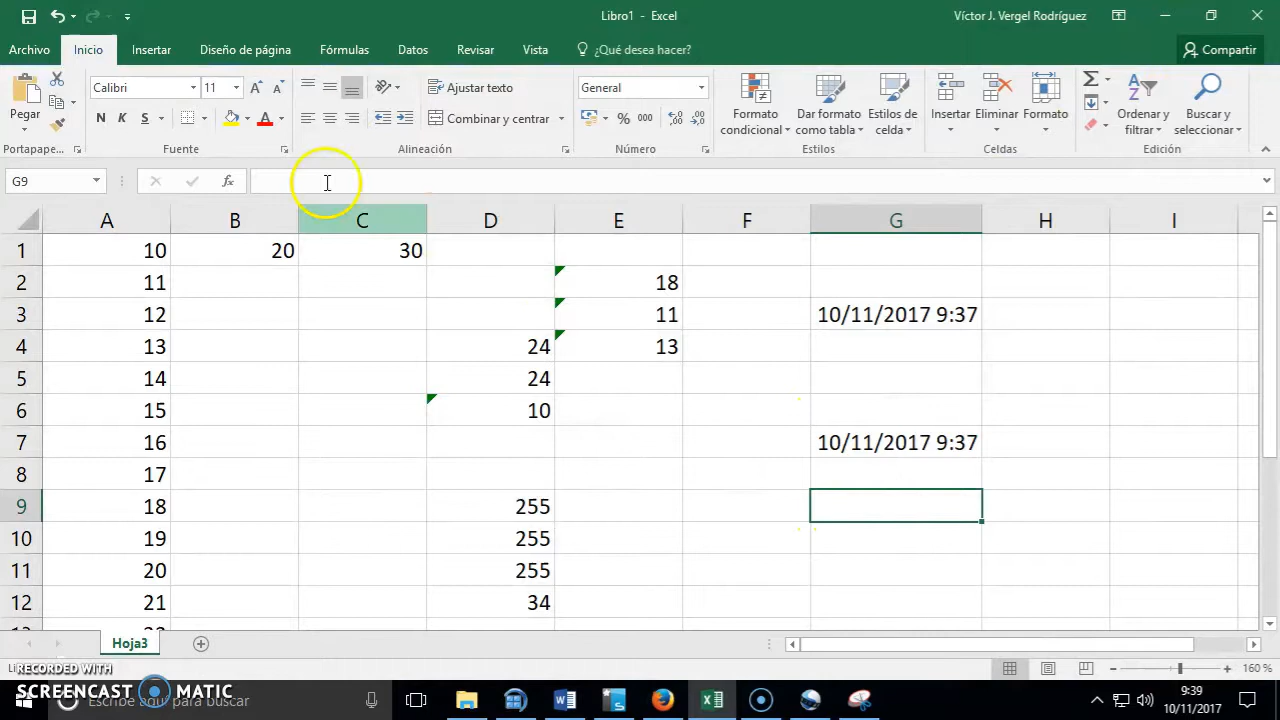 Libro1 - Excel
Víctor J. Vergel Rodríguez
Archivo Inicio Insertar Diseño de página Fórmulas Datos Revisar Vista ¿Qué desea hacer? Compartir
Pegar
Calibri 11
N K S
Ajustar texto
Combinar y centrar
General
% 000
Formato condicional
Dar formato como tabla
Estilos de celda
Insertar Eliminar Formato
Ordenar y filtrar
Buscar y seleccionar
Portapape... Fuente Alineación Número Estilos Celdas Edición
G9 fx
A B C D E F G H I
1 10 20 30
2 11 18
3 12 11 10/11/2017 9:37
4 13 24 13
5 14 24
6 15 10
7 16 10/11/2017 9:37
8 17
9 18 255
10 19 255
11 20 255
12 21 34
Hoja3
160 %
RECORDED WITH
SCREENCAST MATIC
Escribe aquí para buscar
9:39
10/11/2017